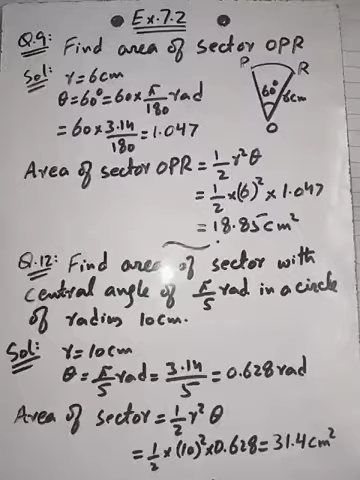 Ex.7.2
Q.9: Find area of sector OPR
Sol: r=6cm
θ=60°=60×π/180 rad
=60×3.14/180=1.047
P R
60° 6cm
O
Area of sector OPR=1/2 r²θ
=1/2×(6)²×1.047
=18.85cm²
Q.12: Find area of sector with
central angle of π/5 rad in a circle
of radius 10cm.
Sol: r=10cm
θ=π/5 rad=3.14/5=0.628rad
Area of sector=1/2 r²θ
=1/2×(10)²×0.628=31.4cm²